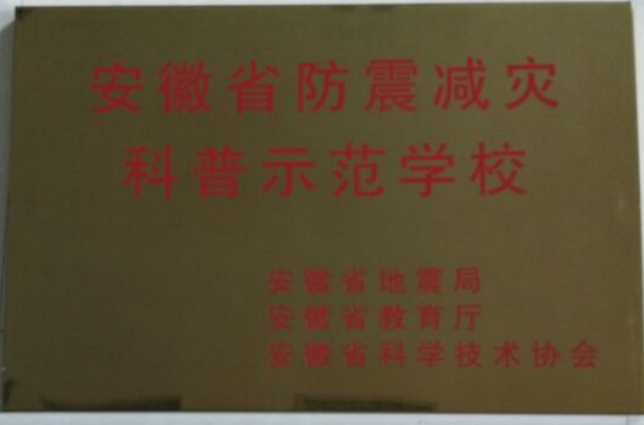 安徽省防震减灾
科普示范学校
安徽省地震局
安徽省教育厅
安徽省科学技术协会